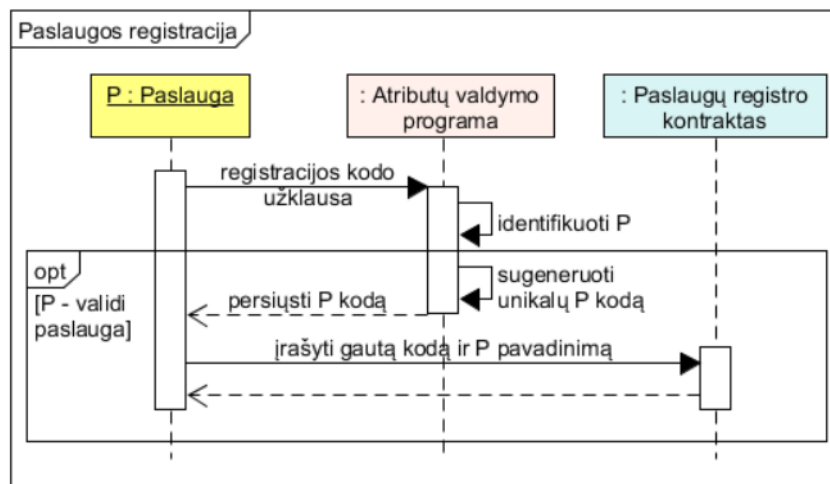 Paslaugos registracija
P : Paslauga
: Atributų valdymo
programa
: Paslaugų registro
kontraktas
registracijos kodo
užklausa
identifikuoti P
opt
[P - validi
paslauga]
sugeneruoti
unikalų P kodą
persiųsti P kodą
įrašyti gautą kodą ir P pavadinimą